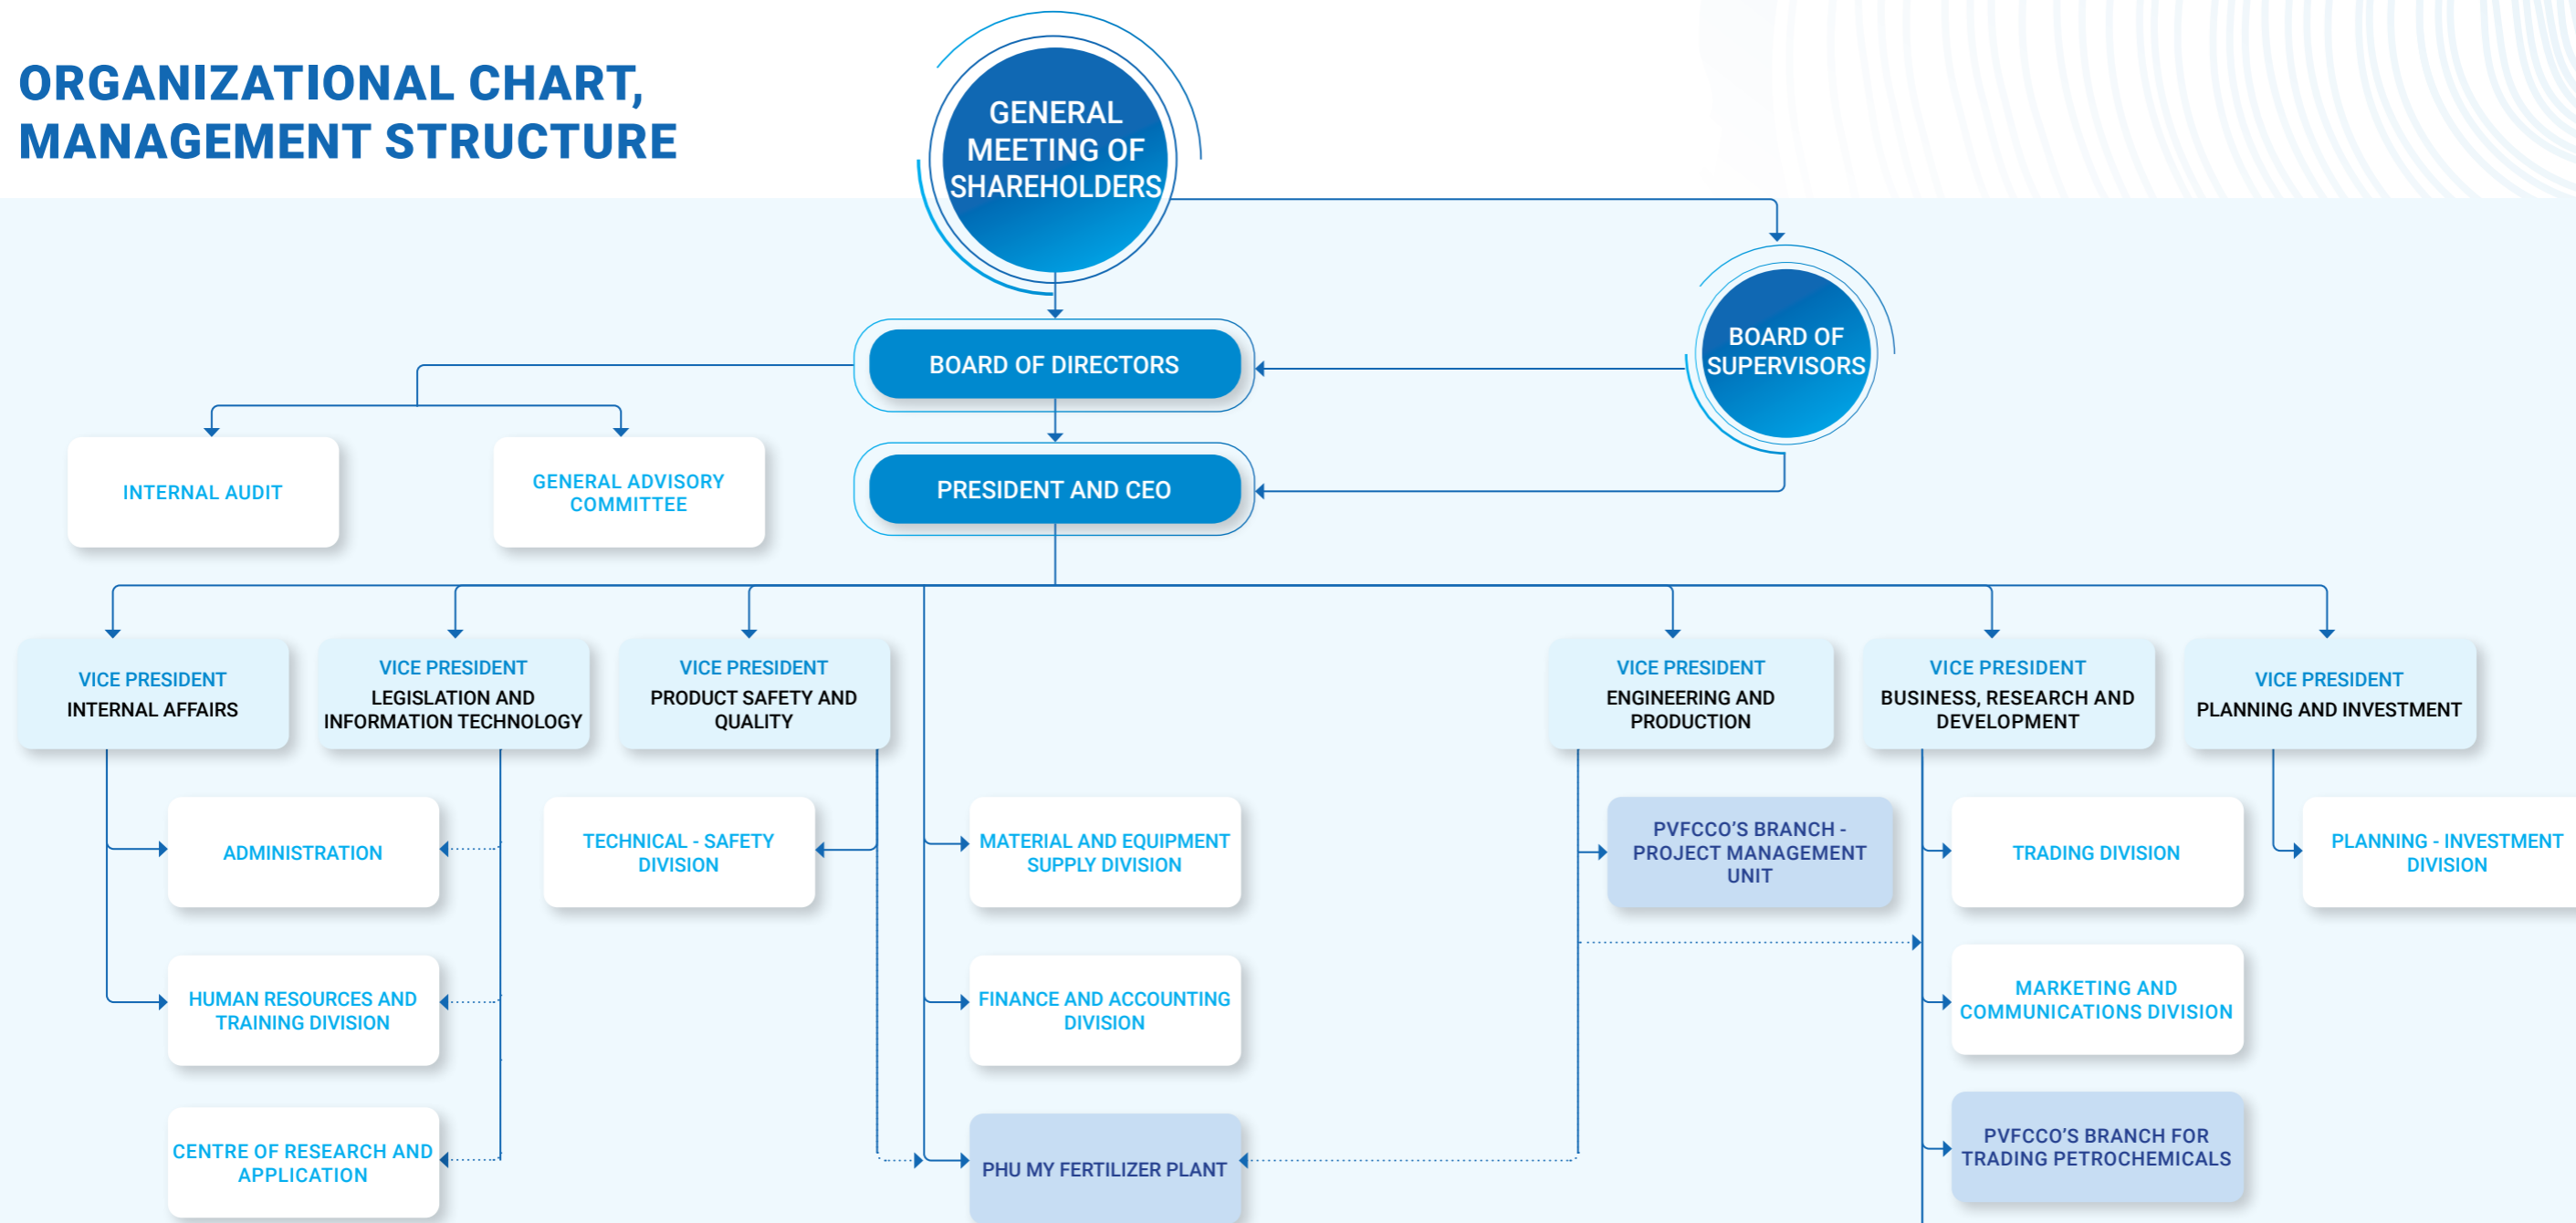 ORGANIZATIONAL CHART,
MANAGEMENT STRUCTURE
GENERAL
MEETING OF
SHAREHOLDERS
BOARD OF
SUPERVISORS
BOARD OF DIRECTORS
PRESIDENT AND CEO
INTERNAL AUDIT
GENERAL ADVISORY
COMMITTEE
VICE PRESIDENT
INTERNAL AFFAIRS
VICE PRESIDENT
LEGISLATION AND
INFORMATION TECHNOLOGY
VICE PRESIDENT
PRODUCT SAFETY AND
QUALITY
VICE PRESIDENT
ENGINEERING AND
PRODUCTION
VICE PRESIDENT
BUSINESS, RESEARCH AND
DEVELOPMENT
VICE PRESIDENT
PLANNING AND INVESTMENT
ADMINISTRATION
TECHNICAL - SAFETY
DIVISION
MATERIAL AND EQUIPMENT
SUPPLY DIVISION
PVFCCO'S BRANCH -
PROJECT MANAGEMENT
UNIT
TRADING DIVISION
PLANNING - INVESTMENT
DIVISION
HUMAN RESOURCES AND
TRAINING DIVISION
FINANCE AND ACCOUNTING
DIVISION
MARKETING AND
COMMUNICATIONS DIVISION
CENTRE OF RESEARCH AND
APPLICATION
PHU MY FERTILIZER PLANT
PVFCCO'S BRANCH FOR
TRADING PETROCHEMICALS